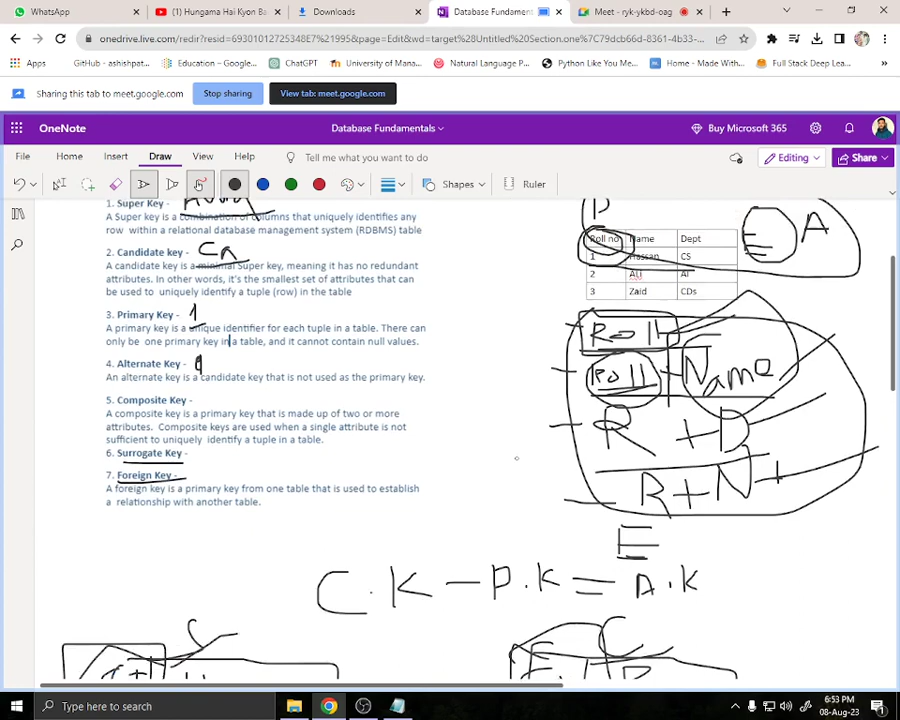 WhatsApp
(1) Hungama Hai Kyon Ba
Downloads
Database Fundament
Meet - ryk-ykbd-oag
onedrive.live.com/redir?resid=69301012725348E7%21995&page=Edit&wd=target%28Untitled Section.one%7C79dcb66d-8361-4b33-...
Apps
GitHub - ashishpat...
Education – Googl...
ChatGPT
University of Mana...
Natural Language P...
Python Like You Me...
Home - Made With...
Full Stack Deep Lea...
Sharing this tab to meet.google.com
Stop sharing
View tab: meet.google.com
OneNote
Database Fundamentals
Buy Microsoft 365
File
Home
Insert
Draw
View
Help
Tell me what you want to do
Editing
Share
Shapes
Ruler
1. Super Key -
A Super key is a combination of columns that uniquely identifies any
row within a relational database management system (RDBMS) table
2. Candidate key -
A candidate key is a minimal Super key, meaning it has no redundant
attributes. In other words, it's the smallest set of attributes that can
be used to uniquely identify a tuple (row) in the table
3. Primary Key - 1
A primary key is a unique identifier for each tuple in a table. There can
only be one primary key in a table, and it cannot contain null values.
4. Alternate Key -
An alternate key is a candidate key that is not used as the primary key.
5. Composite Key -
A composite key is a primary key that is made up of two or more
attributes. Composite keys are used when a single attribute is not
sufficient to uniquely identify a tuple in a table.
6. Surrogate Key -
7. Foreign Key -
A foreign key is a primary key from one table that is used to establish
a relationship with another table.
P
A
Roll no Name Dept
1 Hassan CS
2 ALi AI
3 Zaid CDs
Roll
Roll + Name
R + D
R + N +
E
C.K - P.K = A.K
C
C
Type here to search
6:53 PM
08-Aug-23